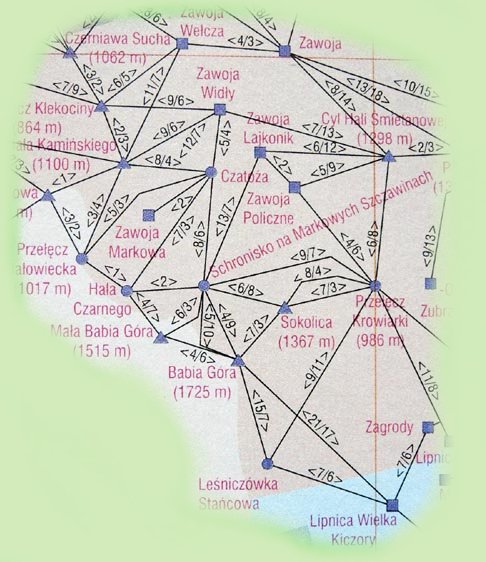 Czerniawa Sucha
(1062 m)
Zawoja
Wełcza
Zawoja
<4/3>
<3/2>
<6/5>
<11/7>
<8/14>
<13/18>
<10/15>
<7/9>
Klekociny
864 m)
<9/6>
Zawoja
Widły
<2/3>
<9/6>
<12/7>
<5/4>
Zawoja
Lajkonik
<7/13>
<6/12>
Cyl Hali Śmietanowe
(1298 m)
<2/3>
Kamińskiego
(1100 m)
<8/4>
Czatoża
<2>
<5/9>
<1>
<3/2>
<3/4>
<5/3>
<2>
Zawoja
Markowa
<7/3>
<8/6>
<13/7>
Zawoja
Policzne
Schronisko na Markowych Szczawinach
<4/6>
<6/8>
<9/13>
Przełęcz
ałowiecka
1017 m)
<1>
Hala
Czarnego
<2>
<9/7>
<8/4>
<6/8>
<7/3>
<4/7>
<6/3>
<5/10>
<4/9>
<7/3>
Sokolica
(1367 m)
Przełęcz
Krowiarki
(986 m)
Zubrz
Mała Babia Góra
(1515 m)
<4/6>
Babia Góra
(1725 m)
<9/11>
<11/8>
<15/7>
<21/17>
Zagrody
Lipnic
<7/6>
Leśniczówka
Stańcowa
<7/6>
Lipnica Wielka
Kiczory